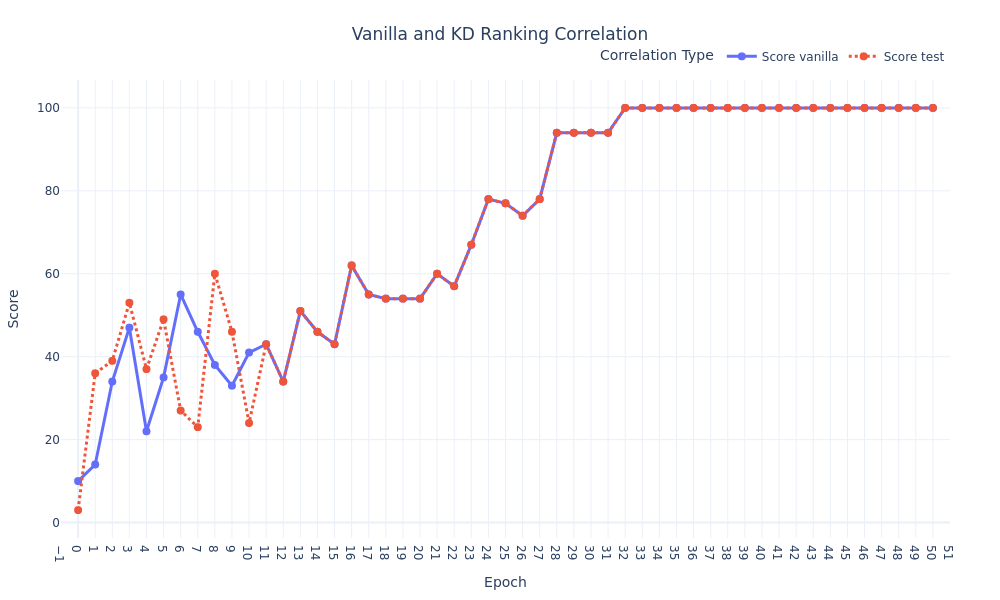 Vanilla and KD Ranking Correlation
Correlation Type Score vanilla Score test
100
80
60
40
20
0
Score
−1 0 1 2 3 4 5 6 7 8 9 10 11 12 13 14 15 16 17 18 19 20 21 22 23 24 25 26 27 28 29 30 31 32 33 34 35 36 37 38 39 40 41 42 43 44 45 46 47 48 49 50 51
Epoch